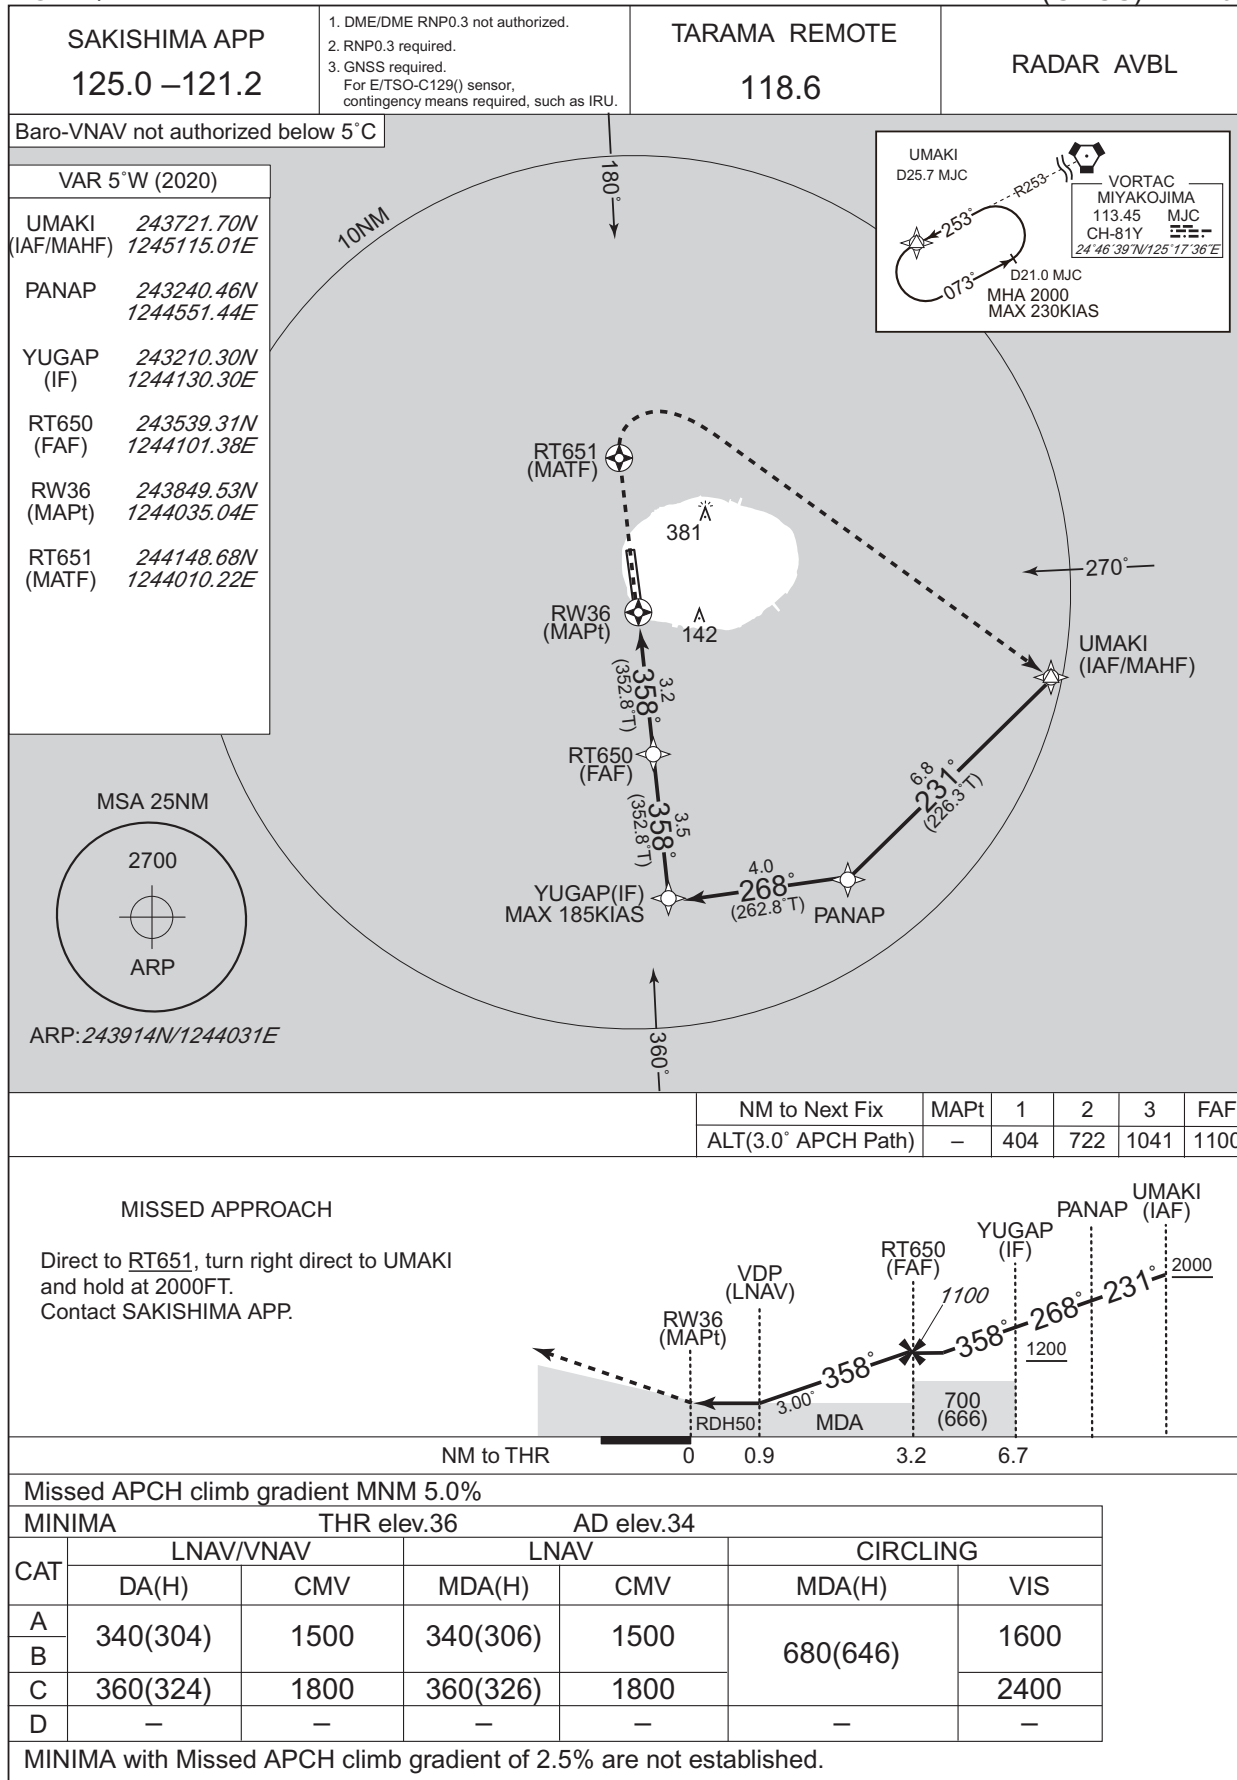 SAKISHIMA APP
125.0 –121.2
1. DME/DME RNP0.3 not authorized.
2. RNP0.3 required.
3. GNSS required.
For E/TSO-C129() sensor,
contingency means required, such as IRU.
TARAMA REMOTE
118.6
RADAR AVBL
Baro-VNAV not authorized below 5˚C
VAR 5˚W (2020)
UMAKI 243721.70N
(IAF/MAHF) 1245115.01E
PANAP 243240.46N
1244551.44E
YUGAP 243210.30N
(IF) 1244130.30E
RT650 243539.31N
(FAF) 1244101.38E
RW36 243849.53N
(MAPt) 1244035.04E
RT651 244148.68N
(MATF) 1244010.22E
180˚
10NM
UMAKI
D25.7 MJC
R253
253˚
073˚
D21.0 MJC
MHA 2000
MAX 230KIAS
VORTAC
MIYAKOJIMA
113.45 MJC
CH-81Y
24˚46´39˝N/125˚17´36˝E
RT651
(MATF)
381
270˚
RW36
(MAPt)
142
UMAKI
(IAF/MAHF)
3.2
358˚
(352.8˚T)
RT650
(FAF)
3.5
358˚
(352.8˚T)
6.8
231˚
(226.3˚T)
4.0
268˚
(262.8˚T)
YUGAP(IF)
MAX 185KIAS
PANAP
MSA 25NM
2700
ARP
ARP:243914N/1244031E
360˚
NM to Next Fix MAPt 1 2 3 FAF
ALT(3.0˚ APCH Path) – 404 722 1041 1100
MISSED APPROACH
Direct to RT651, turn right direct to UMAKI
and hold at 2000FT.
Contact SAKISHIMA APP.
RW36
(MAPt)
VDP
(LNAV)
RT650
(FAF)
YUGAP
(IF)
PANAP
UMAKI
(IAF)
1100
2000
1200
358˚
358˚
268˚
231˚
3.00˚
RDH50
MDA
700
(666)
NM to THR 0 0.9 3.2 6.7
Missed APCH climb gradient MNM 5.0%
MINIMA THR elev.36 AD elev.34
CAT LNAV/VNAV LNAV CIRCLING
DA(H) CMV MDA(H) CMV MDA(H) VIS
A
B
340(304) 1500 340(306) 1500 680(646) 1600
C 360(324) 1800 360(326) 1800 2400
D – – – – – –
MINIMA with Missed APCH climb gradient of 2.5% are not established.